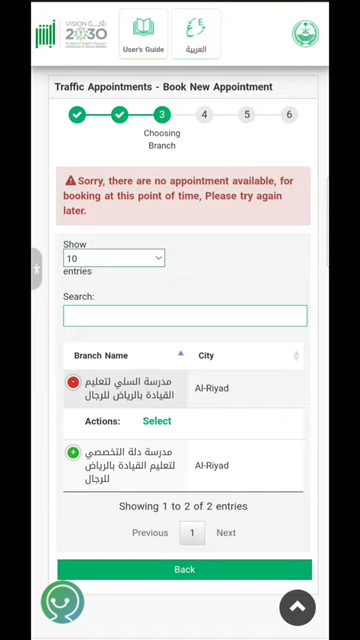 VISION رؤية
2030
User's Guide
العربية
Traffic Appointments - Book New Appointment
3 4 5 6
Choosing
Branch
Sorry, there are no appointment available, for
booking at this point of time, Please try again
later.
Show
10
entries
Search:
Branch Name City
مدرسة السلي لتعليم
القيادة بالرياض للرجال
Al-Riyad
Actions: Select
مدرسة دلة التخصصي
لتعليم القيادة بالرياض
للرجال
Al-Riyad
Showing 1 to 2 of 2 entries
Previous 1 Next
Back